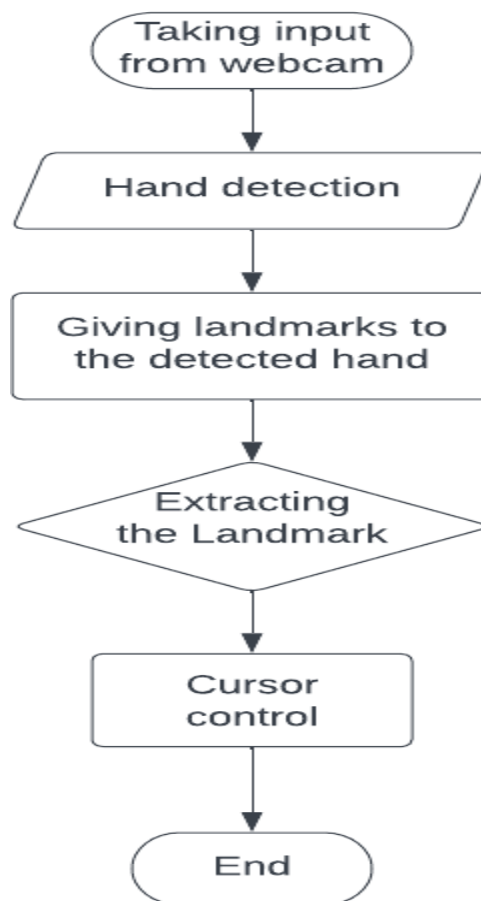 Taking input
from webcam
Hand detection
Giving landmarks to
the detected hand
Extracting
the Landmark
Cursor
control
End